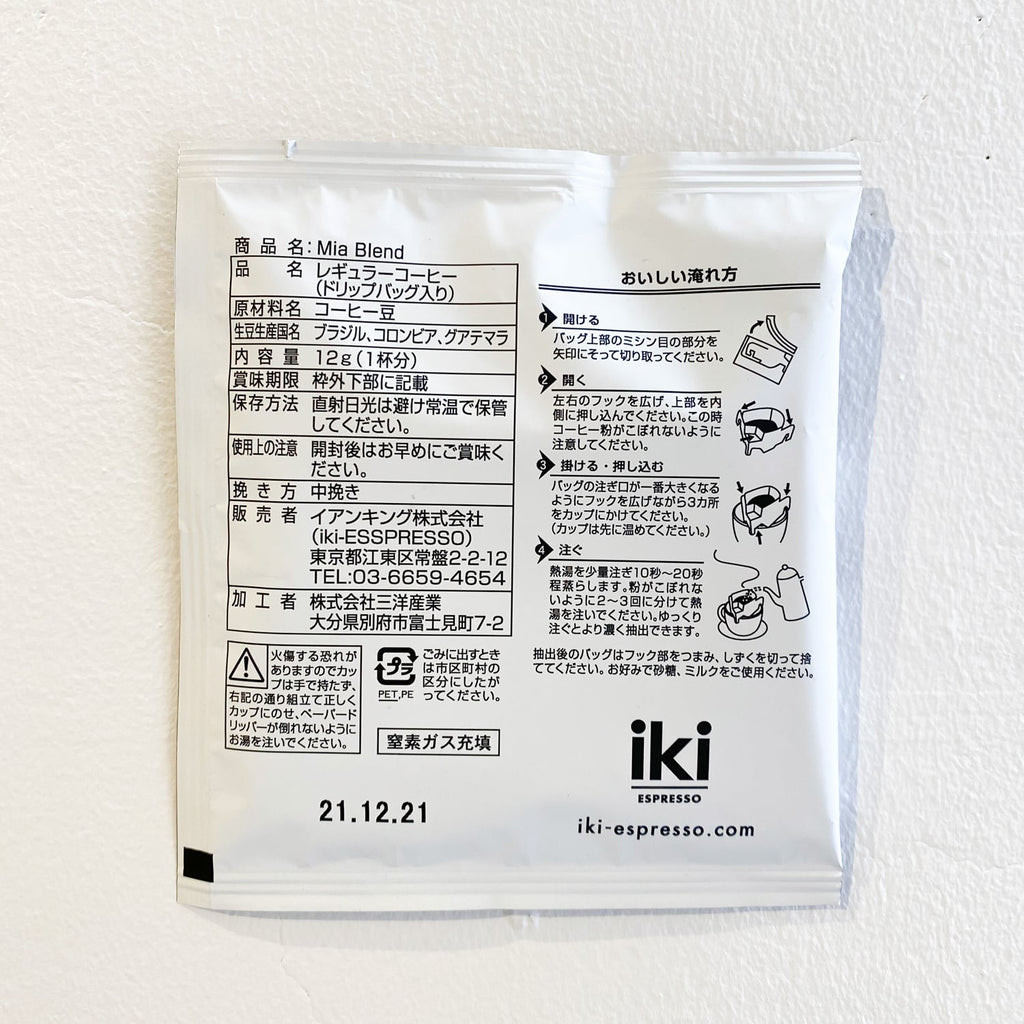 商品名：Mia Blend
品名 レギュラーコーヒー
（ドリップバッグ入り）
原材料名 コーヒー豆
生豆生産国名 ブラジル、コロンビア、グアテマラ
内容量 12g（1杯分）
賞味期限 枠外下部に記載
保存方法 直射日光は避け常温で保管
してください。
使用上の注意 開封後はお早めにご賞味く
ださい。
挽き方 中挽き
販売者 イアンキング株式会社
（iki-ESSPRESSO）
東京都江東区常盤2-2-12
TEL:03-6659-4654
加工者 株式会社三洋産業
大分県別府市富士見町7-2
火傷する恐れが
ありますのでカッ
プは手で持たず、
右記の通り組立て正しく
カップにのせ、ペーパード
リッパーが倒れないように
お湯を注いでください。
プラ
PET,PE
ごみに出すとき
は市区町村の
区分にしたが
ってください。
窒素ガス充填
21.12.21
おいしい淹れ方
1 開ける
バッグ上部のミシン目の部分を
矢印にそって切り取ってください。
2 開く
左右のフックを広げ、上部を内
側に押し込んでください。この時
コーヒー粉がこぼれないように
注意してください。
3 掛ける・押し込む
バッグの注ぎ口が一番大きくなる
ようにフックを広げながら3カ所
をカップにかけてください。
（カップは先に温めてください。）
4 注ぐ
熱湯を少量注ぎ10秒〜20秒
程蒸らします。粉がこぼれな
いように2〜3回に分けて熱
湯を注いでください。ゆっくり
注ぐとより濃く抽出できます。
抽出後のバッグはフック部をつまみ、しずくを切って捨
ててください。お好みで砂糖、ミルクをご使用ください。
iki
ESPRESSO
iki-espresso.com